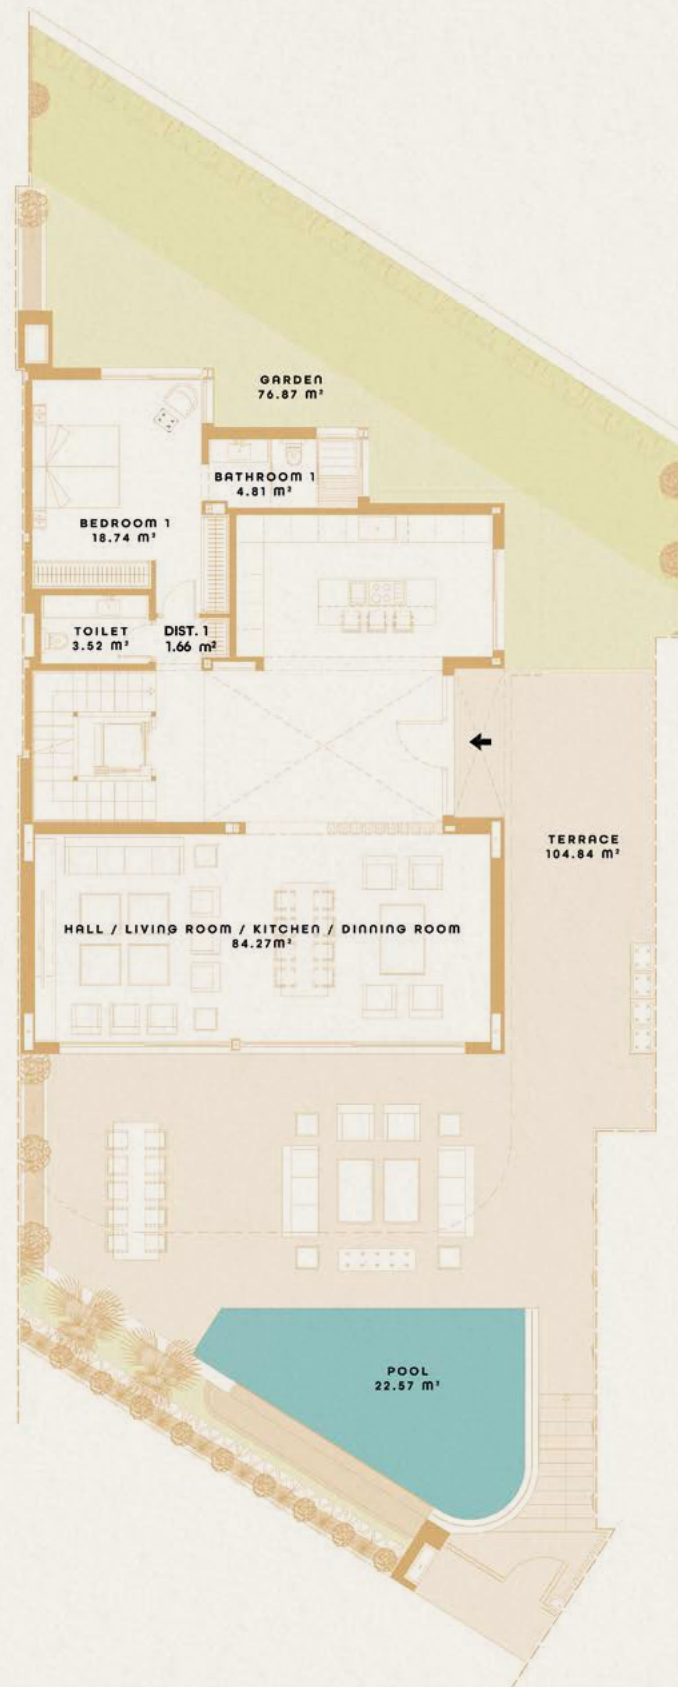 GARDEN
76.87 m²
BATHROOM 1
4.81 m²
BEDROOM 1
18.74 m²
TOILET
3.52 m²
DIST. 1
1.66 m²
TERRACE
104.84 m²
HALL / LIVING ROOM / KITCHEN / DINNING ROOM
84.27m²
POOL
22.57 m²